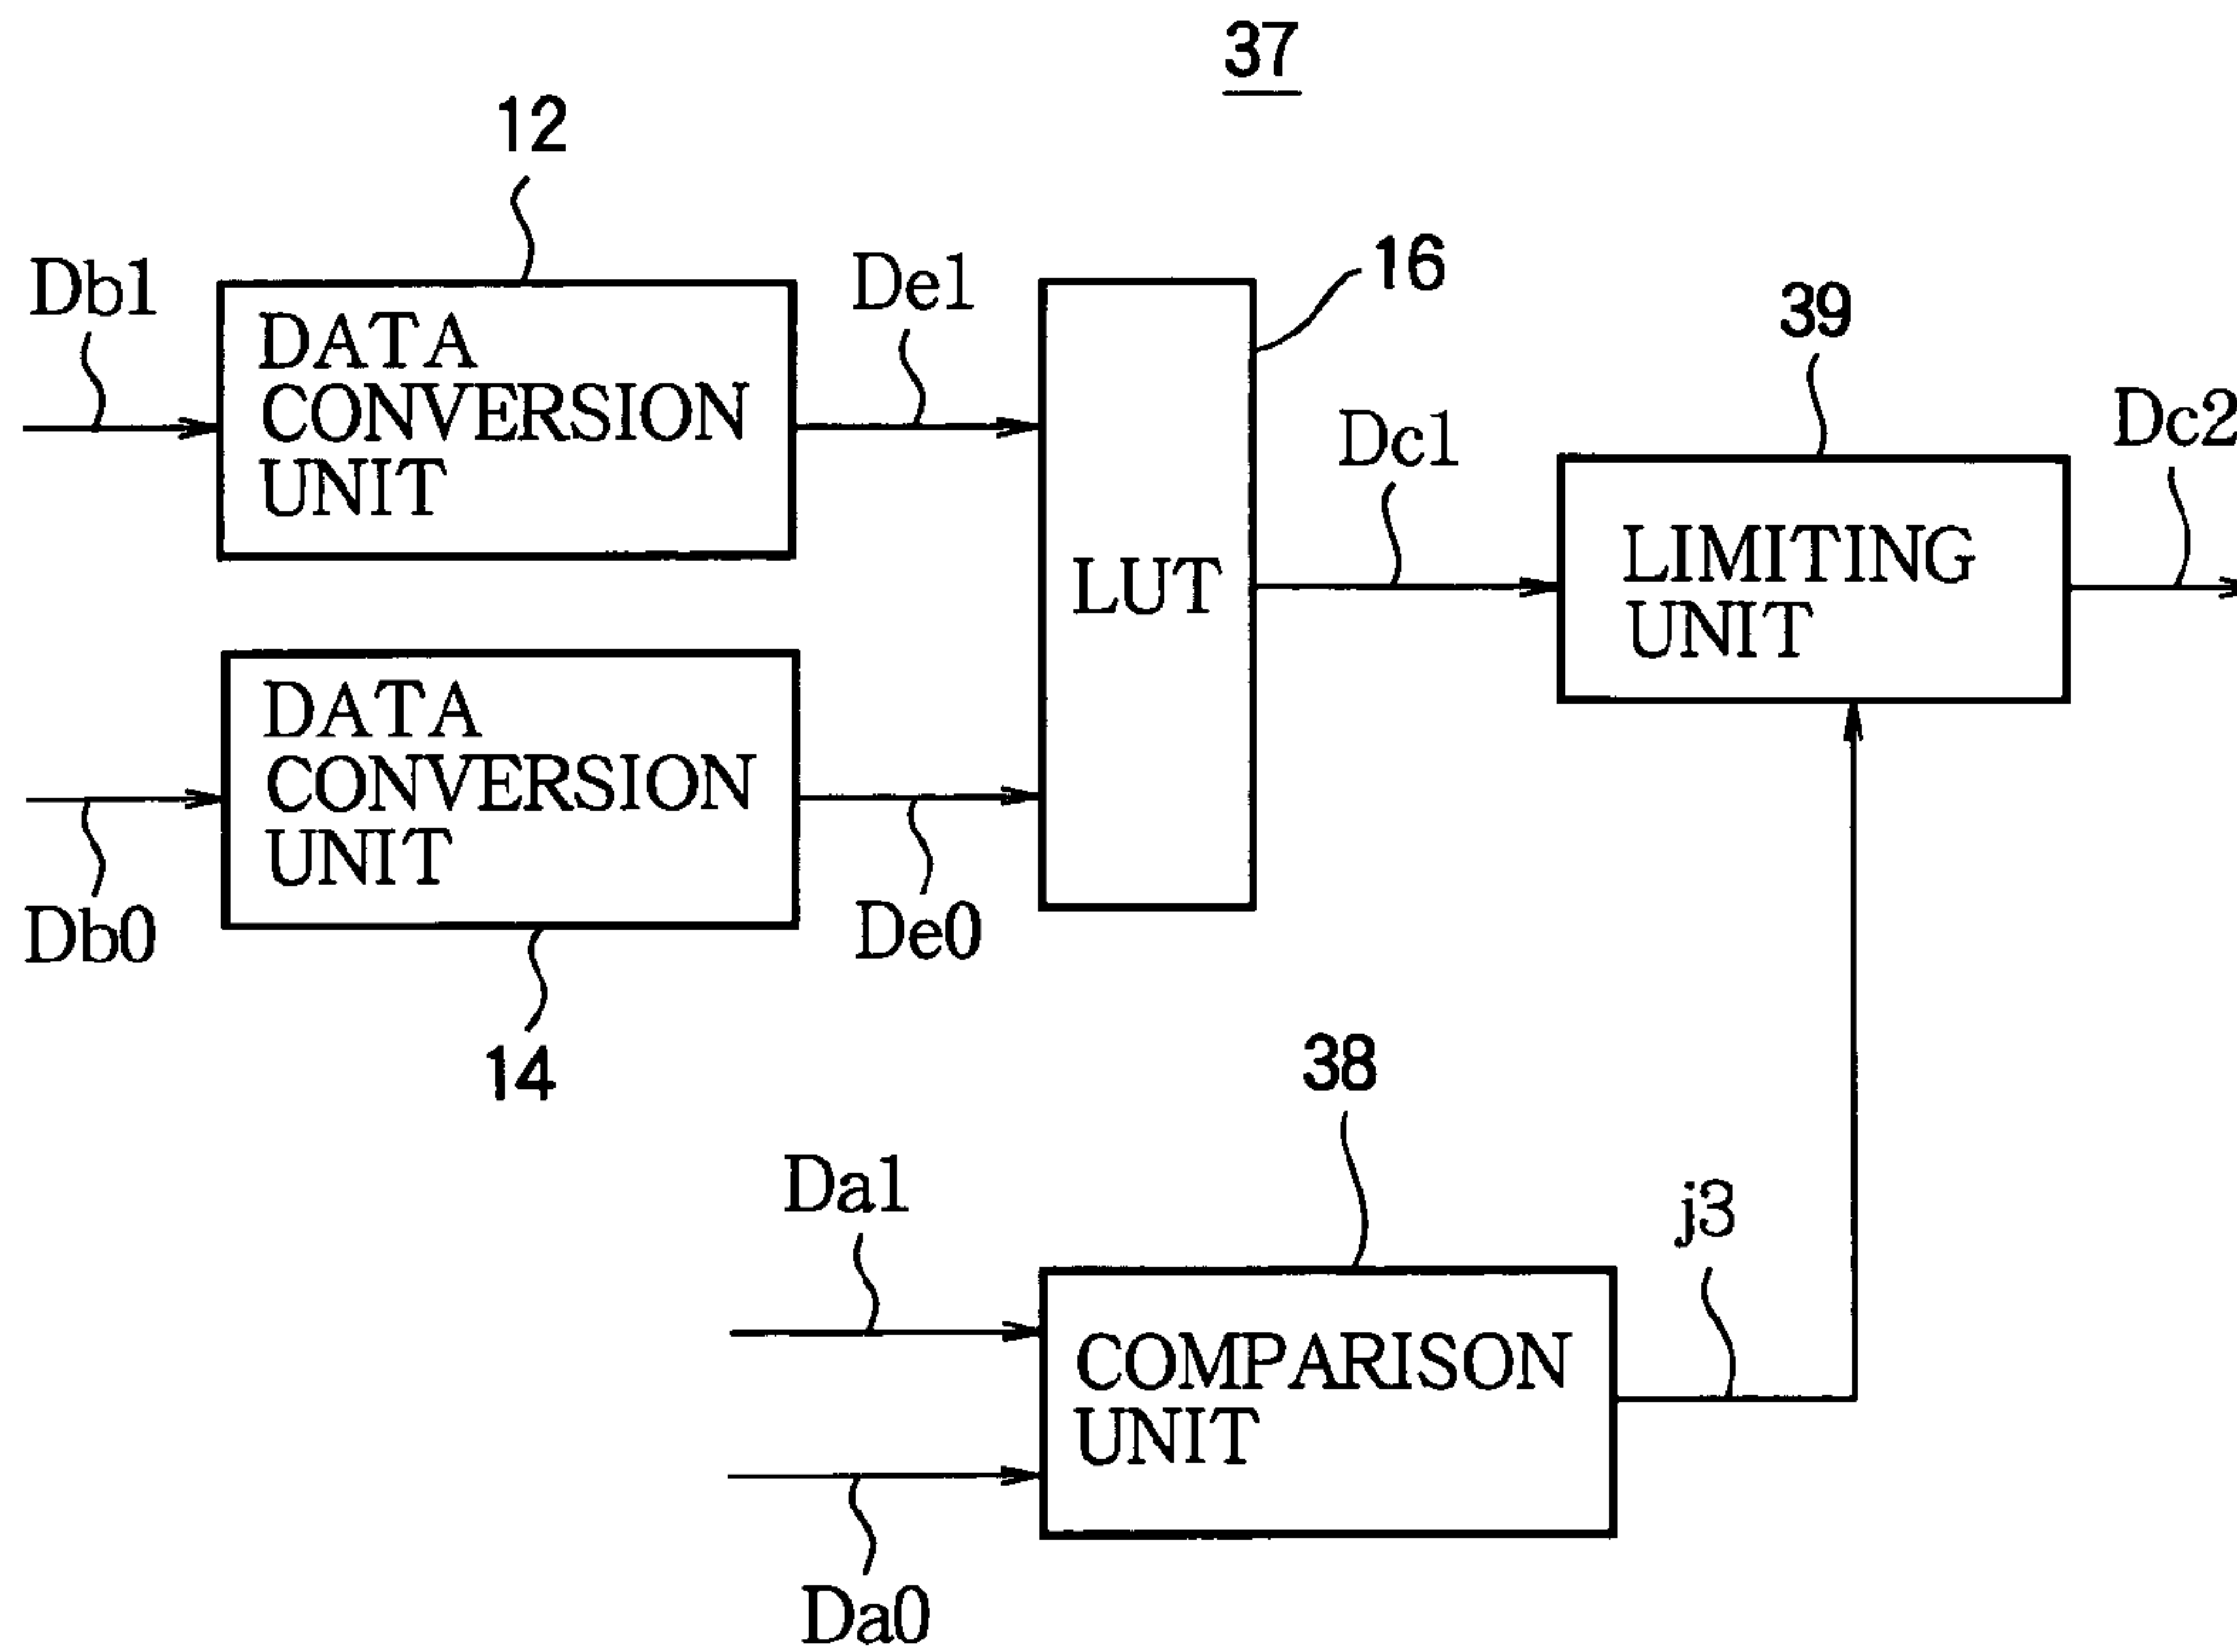 37
12
Db1
DATA
CONVERSION
UNIT
De1
16
LUT
Dc1
39
LIMITING
UNIT
Dc2
Db0
DATA
CONVERSION
UNIT
De0
14
38
Da1
COMPARISON
UNIT
j3
Da0